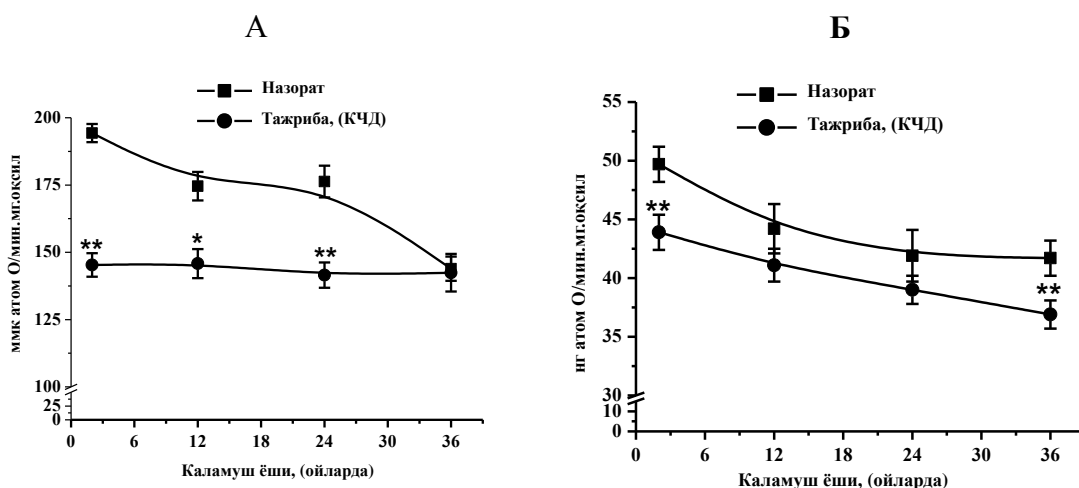 А
Назорат
Тажриба, (КЧД)
200
175
150
125
100
25
0
ммк атом О/мин.мг.оксил
** * **
0 6 12 18 24 30 36
Каламуш ёши, (ойларда)
Б
Назорат
Тажриба, (КЧД)
55
50
45
40
35
30
10
0
нг атом О/мин.мг.оқсил
** **
0 6 12 18 24 30 36
Каламуш ёши, (ойларда)